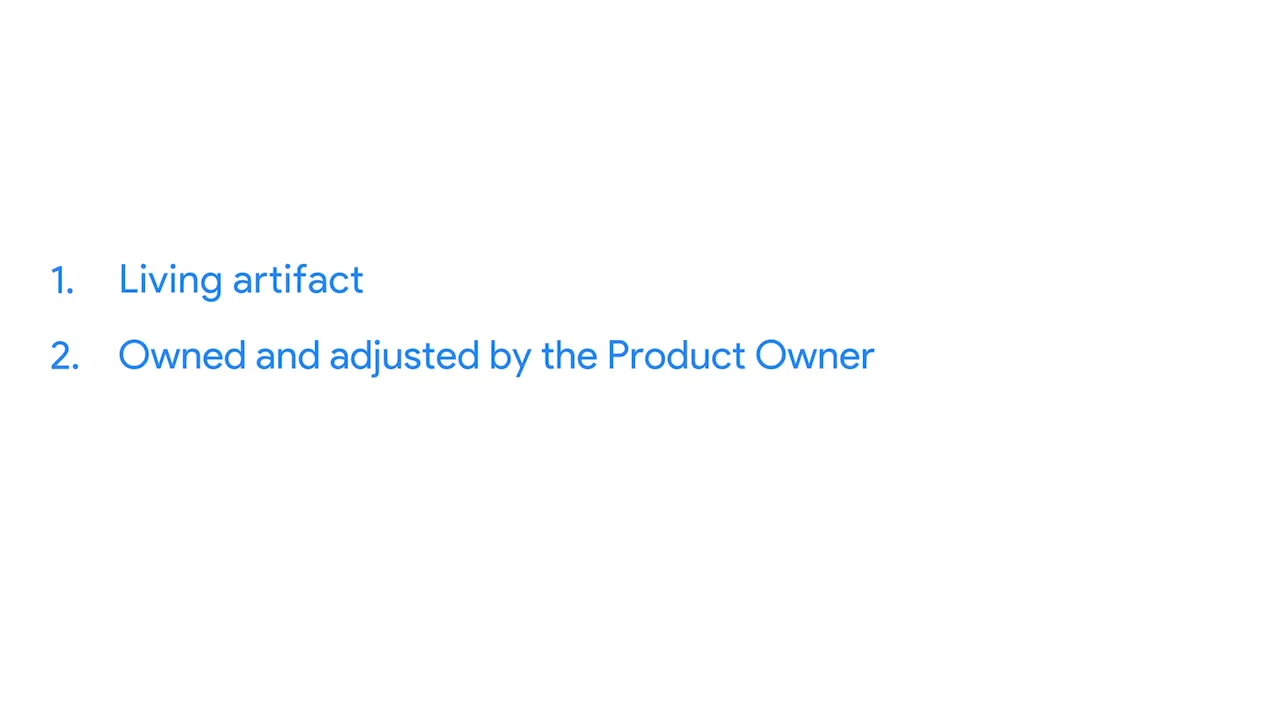 1. Living artifact
2. Owned and adjusted by the Product Owner